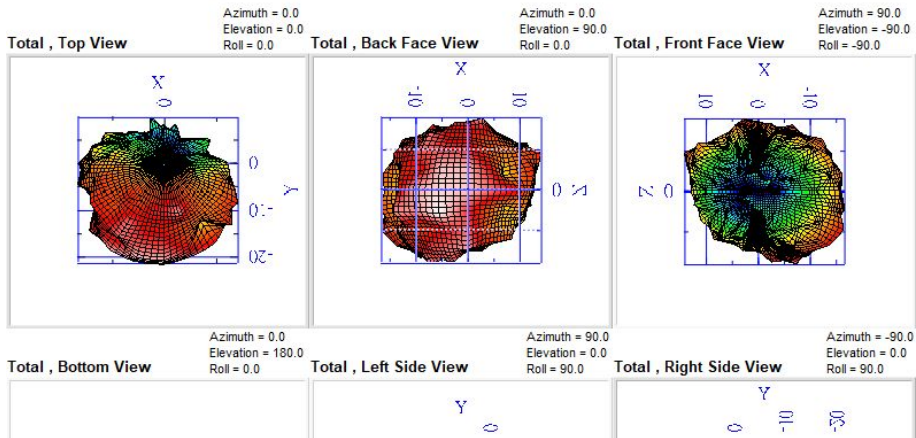 Azimuth = 0.0
Elevation = 0.0
Roll = 0.0
Total , Top View
Azimuth = 0.0
Elevation = 90.0
Roll = 0.0
Total , Back Face View
Azimuth = 90.0
Elevation = -90.0
Roll = -90.0
Total , Front Face View
X
0
0
Y
-10
-20
X
-10
0
10
0
Z
X
10
0
-10
Z
0
Azimuth = 0.0
Elevation = 180.0
Roll = 0.0
Total , Bottom View
Azimuth = 90.0
Elevation = 0.0
Roll = 90.0
Total , Left Side View
Azimuth = -90.0
Elevation = 0.0
Roll = 90.0
Total , Right Side View
Y
0
Y
0
-10
-20